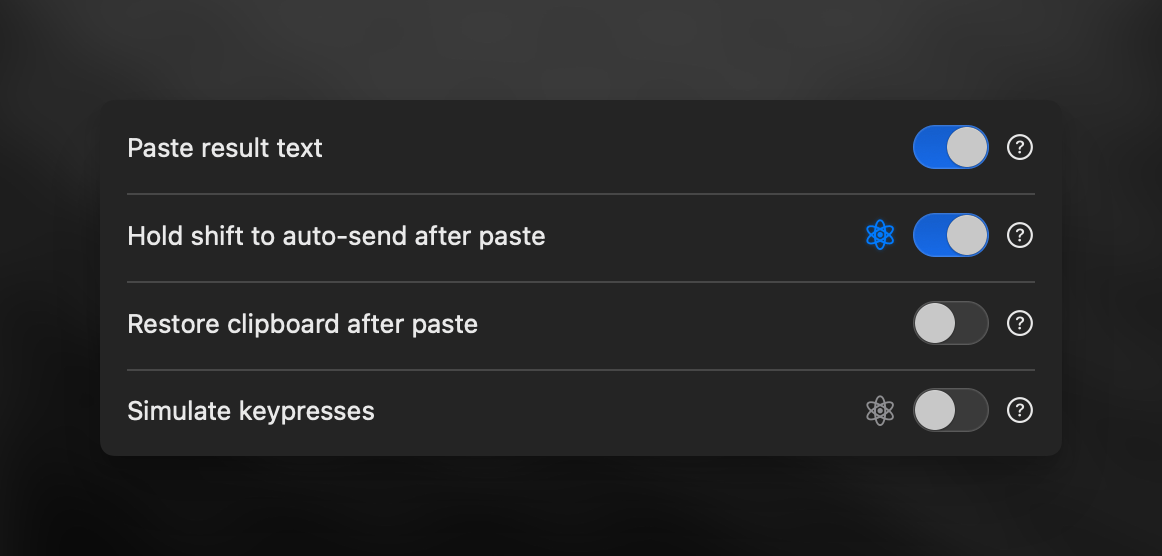 Paste result text
Hold shift to auto-send after paste
Restore clipboard after paste
Simulate keypresses